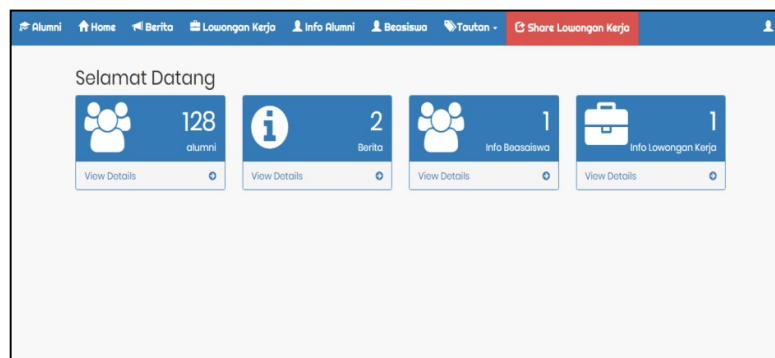 Alumni Home Berita Lowongan Kerja Info Alumni Beasiswa Tautan Share Lowongan Kerja
Selamat Datang
128
alumni
View Details
2
Berita
View Details
1
Info Beasaiswa
View Details
1
Info Lowongan Kerja
View Details